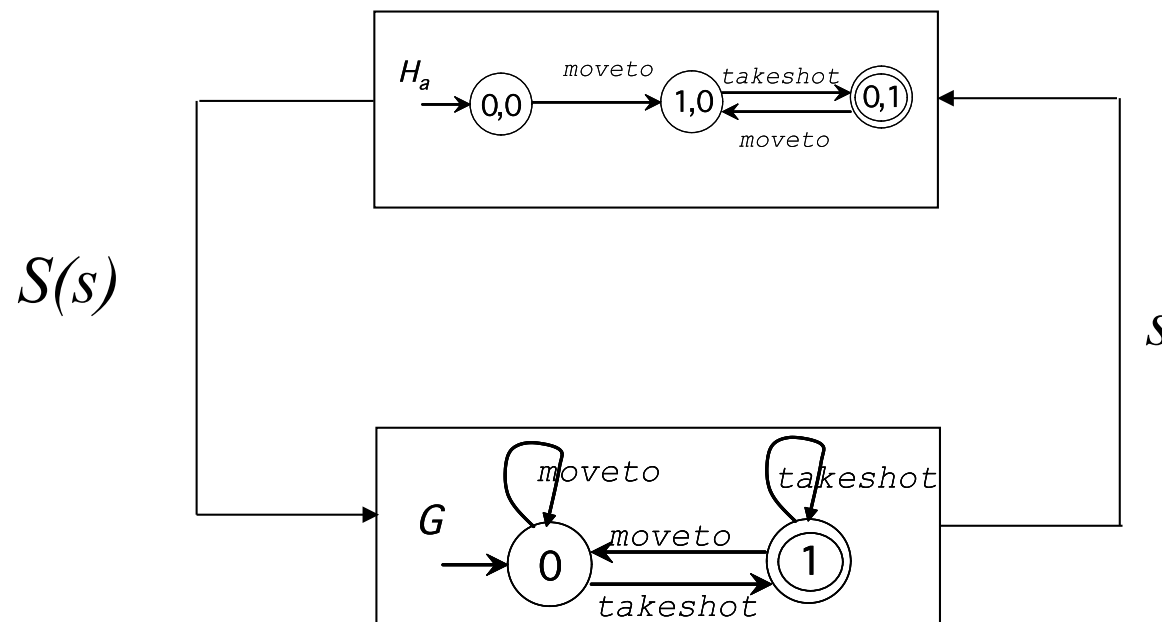 moveto
takeshot
H_a
0,0
1,0
0,1
moveto
S(s)
s
moveto
takeshot
G
moveto
0
1
takeshot